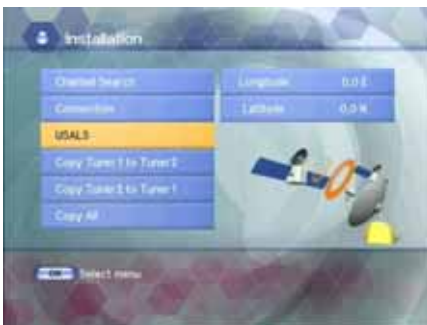 Installation
Channel Search
Connection
USALS
Copy Tuner 1 to Tuner 2
Copy Tuner 2 to Tuner 1
Copy All
Longitude 0.0 E
Latitude 0.0 N
OK Select menu